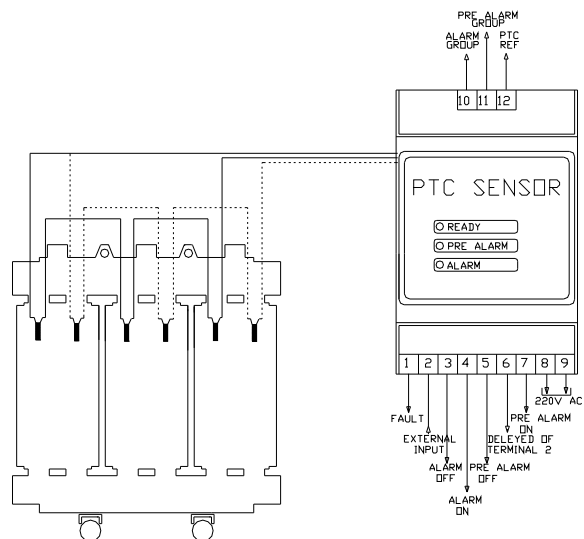 PRE ALARM
GROUP
ALARM
GROUP
PTC
REF
10 11 12
PTC SENSOR
READY
PRE ALARM
ALARM
1 2 3 4 5 6 7 8 9
220V AC
FAULT
PRE ALARM
ON
EXTERNAL
INPUT
DELEYED OF
TERMINAL 2
ALARM
OFF
PRE ALARM
OFF
ALARM
ON